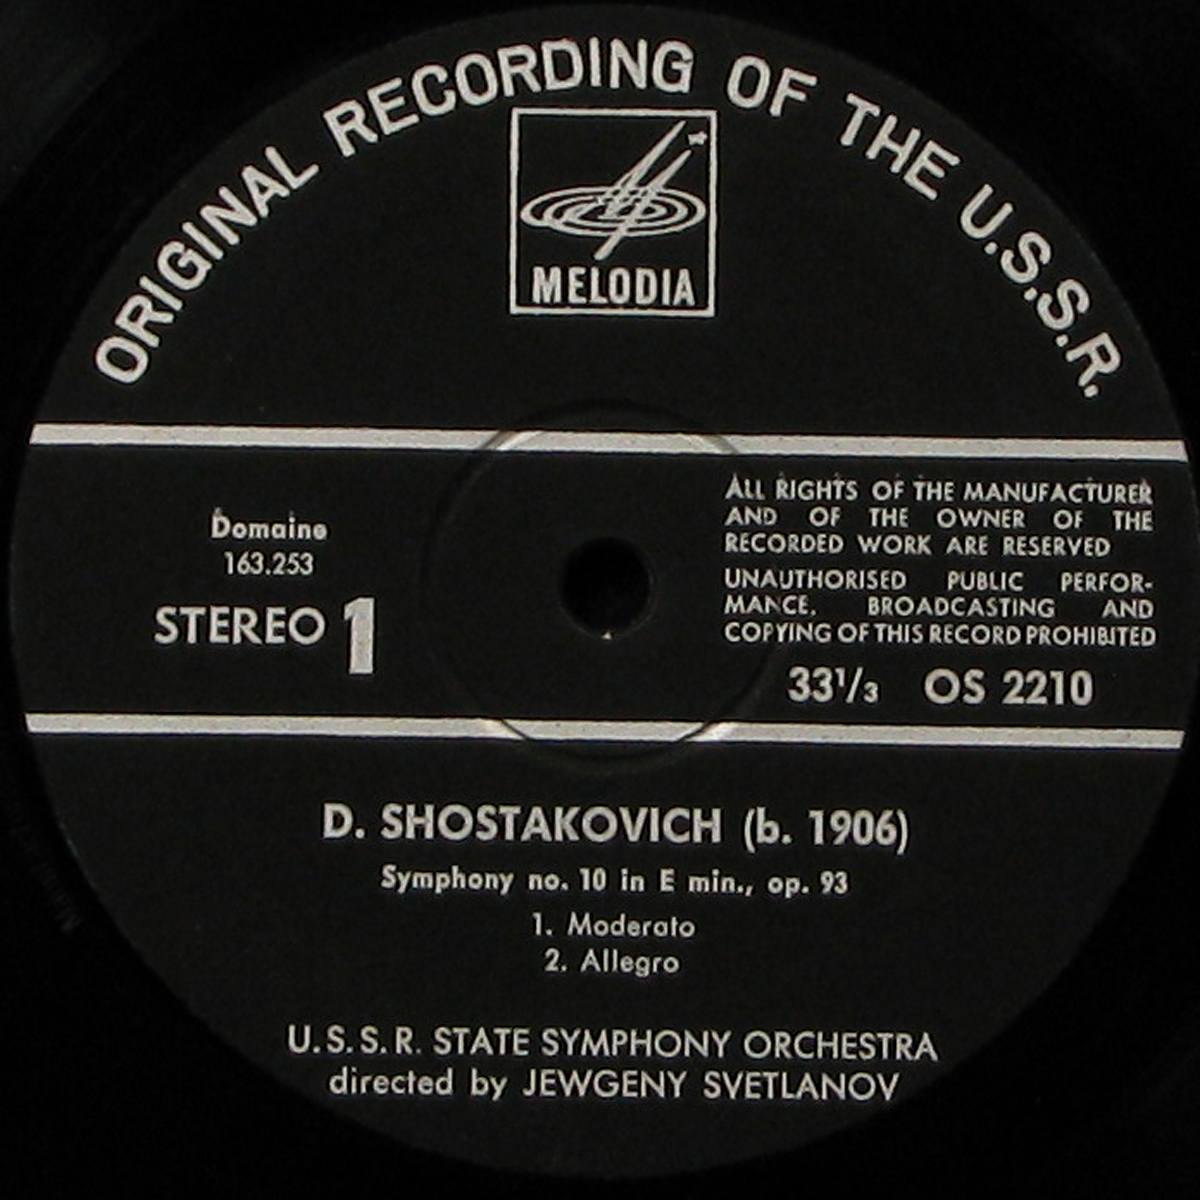 ORIGINAL RECORDING OF THE U.S.S.R.
MELODIA
Domaine
163.253
STEREO 1
ALL RIGHTS OF THE MANUFACTURER
AND OF THE OWNER OF THE
RECORDED WORK ARE RESERVED
UNAUTHORISED PUBLIC PERFOR-
MANCE, BROADCASTING AND
COPYING OF THIS RECORD PROHIBITED
33¹/₃ OS 2210
D. SHOSTAKOVICH (b. 1906)
Symphony no. 10 in E min., op. 93
1. Moderato
2. Allegro
U.S.S.R. STATE SYMPHONY ORCHESTRA
directed by JEWGENY SVETLANOV